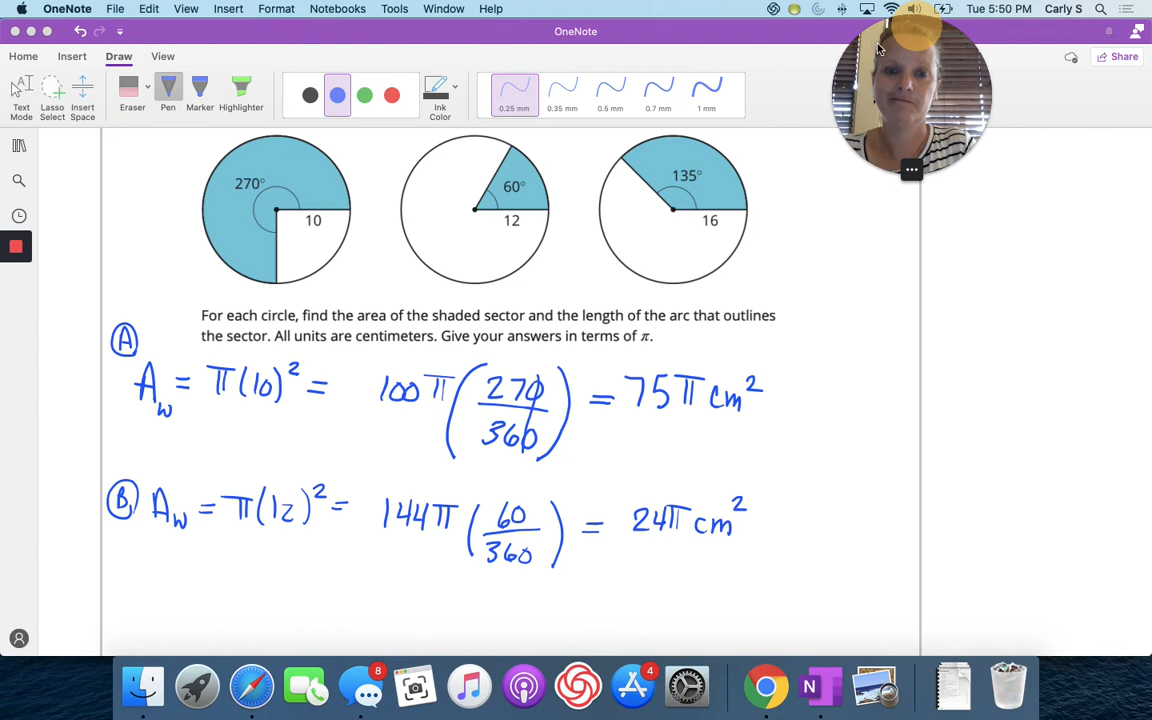 OneNote File Edit View Insert Format Notebooks Tools Window Help Tue 5:50 PM Carly S
OneNote
Home Insert Draw View Share
Text Mode Lasso Select Insert Space Eraser Pen Marker Highlighter Ink Color 0.25 mm 0.35 mm 0.5 mm 0.7 mm 1 mm
270° 60° 135°
10 12 16
For each circle, find the area of the shaded sector and the length of the arc that outlines
the sector. All units are centimeters. Give your answers in terms of π.
A
A_w = π(10)² = 100π(270/360) = 75π cm²
B, A_w = π(12)² = 144π(60/360) = 24π cm²
8 4